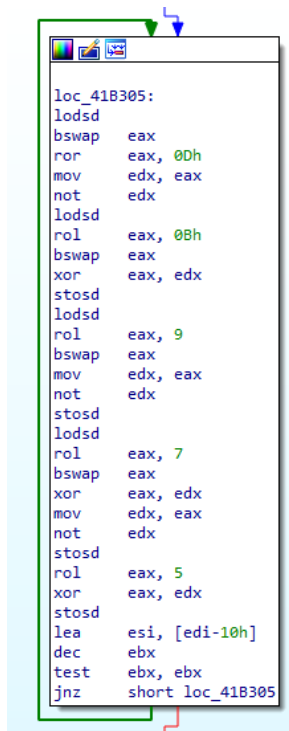 loc_41B305:
lodsd
bswap eax
ror eax, 0Dh
mov edx, eax
not edx
lodsd
rol eax, 0Bh
bswap eax
xor eax, edx
stosd
lodsd
rol eax, 9
bswap eax
mov edx, eax
not edx
stosd
lodsd
rol eax, 7
bswap eax
xor eax, edx
mov edx, eax
not edx
stosd
rol eax, 5
xor eax, edx
stosd
lea esi, [edi-10h]
dec ebx
test ebx, ebx
jnz short loc_41B305